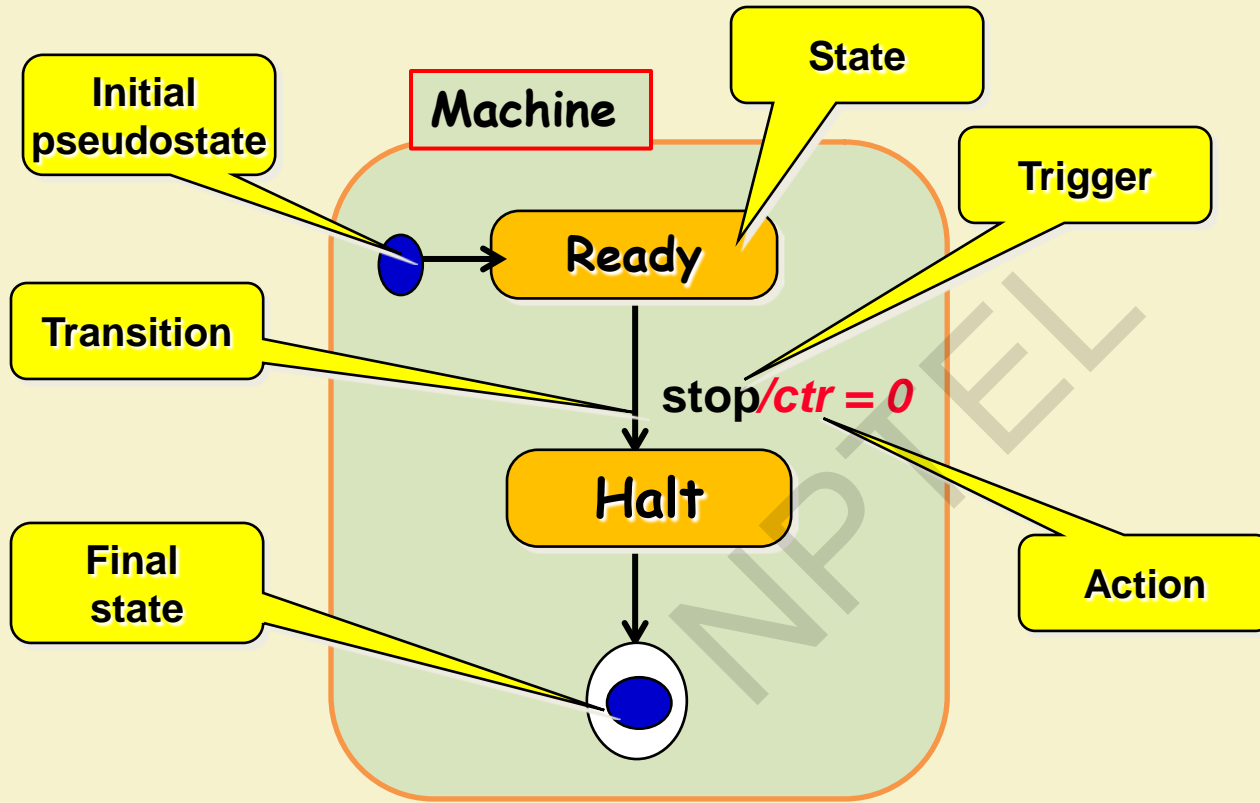 State
Initial
pseudostate
Machine
Trigger
Ready
Transition
stop/ctr = 0
Halt
Final
state
Action
NPTEL